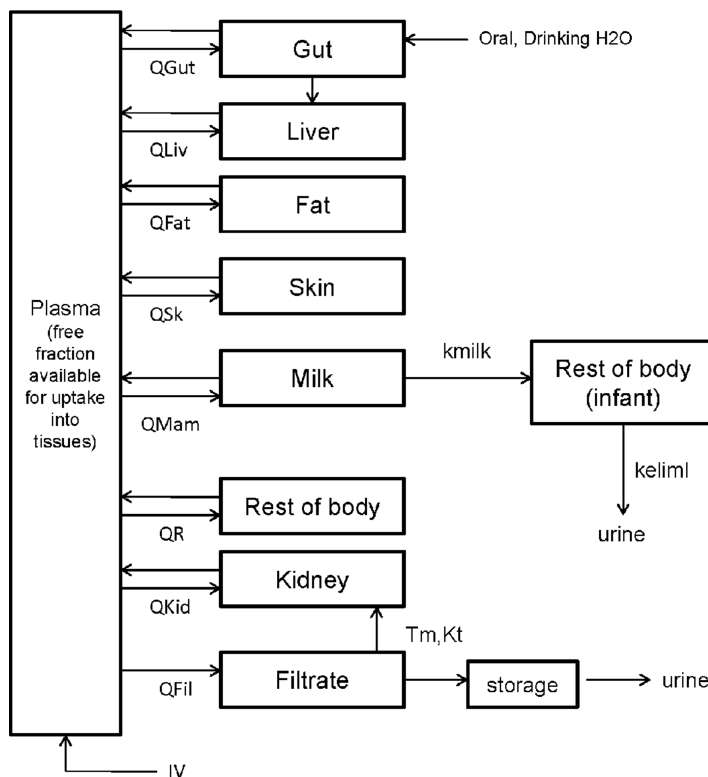 Gut
Oral, Drinking H2O
QGut
Liver
QLiv
Fat
QFat
Skin
QSk
Plasma
(free
fraction
available
for uptake
into
tissues)
Milk
kmilk
Rest of body
(infant)
QMam
keliml
urine
Rest of body
QR
Kidney
QKid
Tm,Kt
Filtrate
QFil
storage
urine
IV